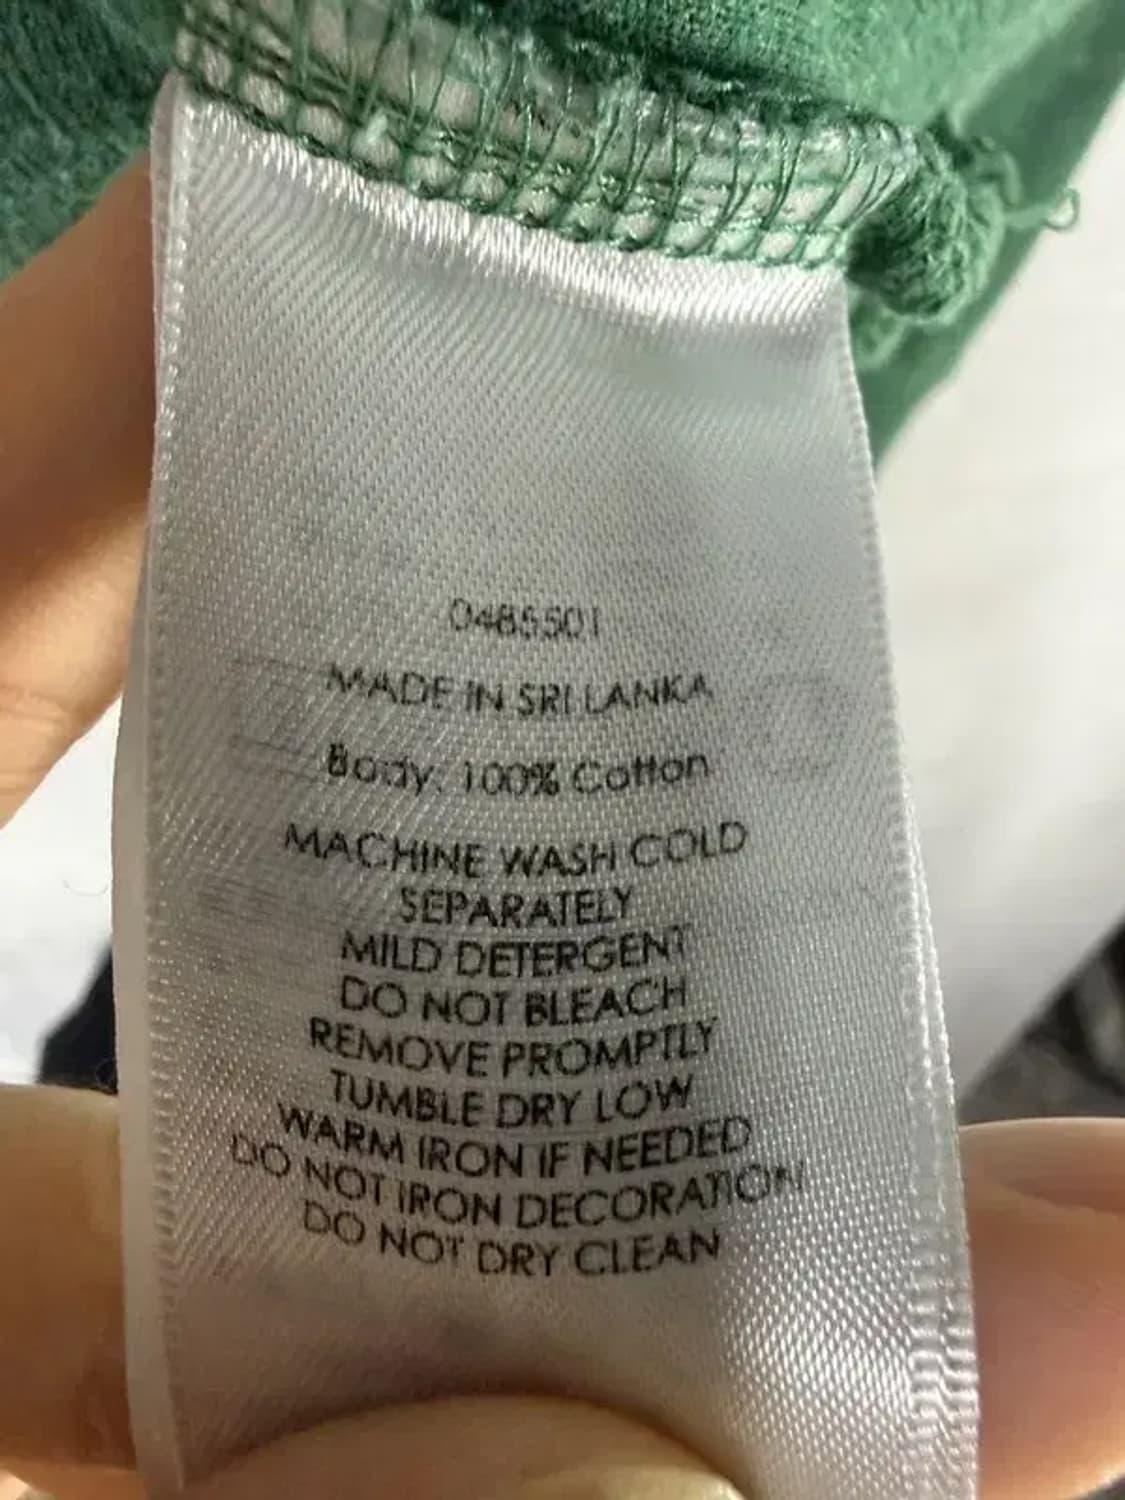 0485501
MADE IN SRI LANKA
Body: 100% Cotton
MACHINE WASH COLD
SEPARATELY
MILD DETERGENT
DO NOT BLEACH
REMOVE PROMPTLY
TUMBLE DRY LOW
WARM IRON IF NEEDED
DO NOT IRON DECORATION
DO NOT DRY CLEAN